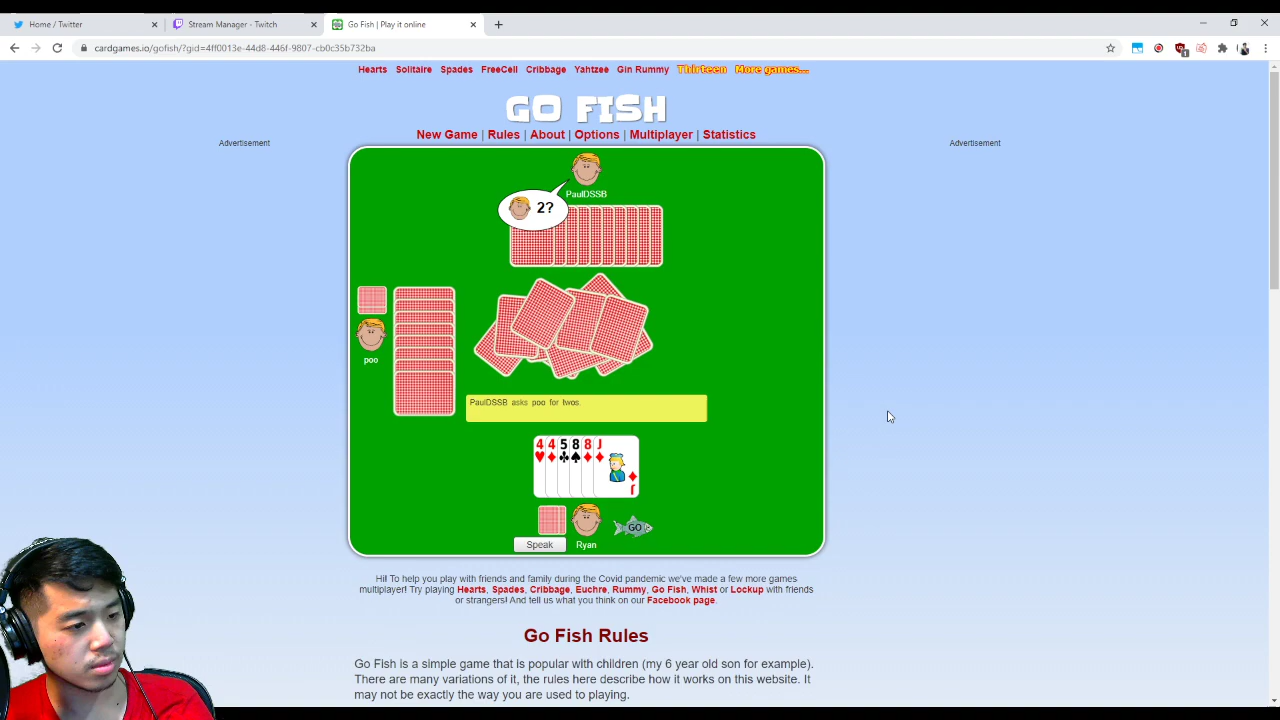 Home / Twitter
Stream Manager - Twitch
Go Fish | Play it online
cardgames.io/gofish/?gid=4ff0013e-44d8-446f-9807-cb0c35b732ba
Hearts Solitaire Spades FreeCell Cribbage Yahtzee Gin Rummy Thirteen More games...
GO FISH
New Game | Rules | About | Options | Multiplayer | Statistics
Advertisement
Advertisement
PaulDSSB
2?
poo
PaulDSSB asks poo for twos.
4 4 5 8 8 J
J
GO
Speak
Ryan
Hi! To help you play with friends and family during the Covid pandemic we've made a few more games
multiplayer! Try playing Hearts, Spades, Cribbage, Euchre, Rummy, Go Fish, Whist or Lockup with friends
or strangers! And tell us what you think on our Facebook page.
Go Fish Rules
Go Fish is a simple game that is popular with children (my 6 year old son for example).
There are many variations of it, the rules here describe how it works on this website. It
may not be exactly the way you are used to playing.